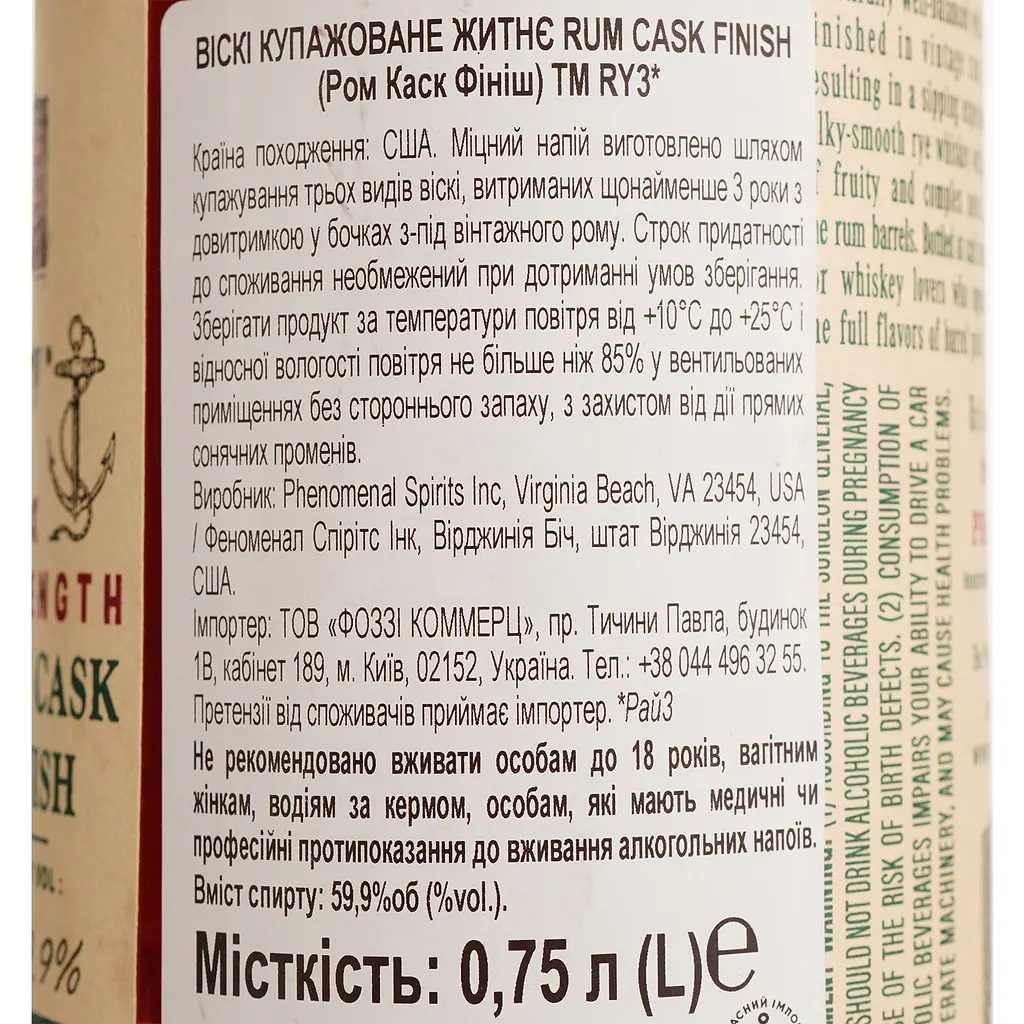 ВІСКІ КУПАЖОВАНЕ ЖИТНЄ RUM CASK FINISH
(Ром Каск Фініш) ТМ RY3*
Країна походження: США. Міцний напій виготовлено шляхом
купажування трьох видів віскі, витриманих щонайменше 3 роки з
довитримкою у бочках з-під вінтажного рому. Строк придатності
до споживання необмежений при дотриманні умов зберігання.
Зберігати продукт за температури повітря від +10°С до +25°С і
відносної вологості повітря не більше ніж 85% у вентильованих
приміщеннях без стороннього запаху, з захистом від дії прямих
сонячних променів.
Виробник: Phenomenal Spirits Inc, Virginia Beach, VA 23454, USA
/ Феноменал Спірітс Інк, Вірджинія Біч, штат Вірджинія 23454,
США.
Імпортер: ТОВ «ФОЗЗІ КОММЕРЦ», пр. Тичини Павла, будинок
1В, кабінет 189, м. Київ, 02152, Україна. Тел.: +38 044 496 32 55.
Претензії від споживачів приймає імпортер. *Рай3
Не рекомендовано вживати особам до 18 років, вагітним
жінкам, водіям за кермом, особам, які мають медичні чи
професійні протипоказання до вживання алкогольних напоїв.
Вміст спирту: 59,9%об (%vol.).
Місткість: 0,75 л (L)℮
CASK
9%
in vintage
resulting in a sipping
rye whiskey
fruity and complex
rum barrels. Bottled at
whiskey lovers who
full flavors of barrel
SHOULD NOT DRINK ALCOHOLIC BEVERAGES DURING PREGNANCY
OF THE RISK OF BIRTH DEFECTS. (2) CONSUMPTION OF
BEVERAGES IMPAIRS YOUR ABILITY TO DRIVE A CAR
MACHINERY, AND MAY CAUSE HEALTH PROBLEMS.